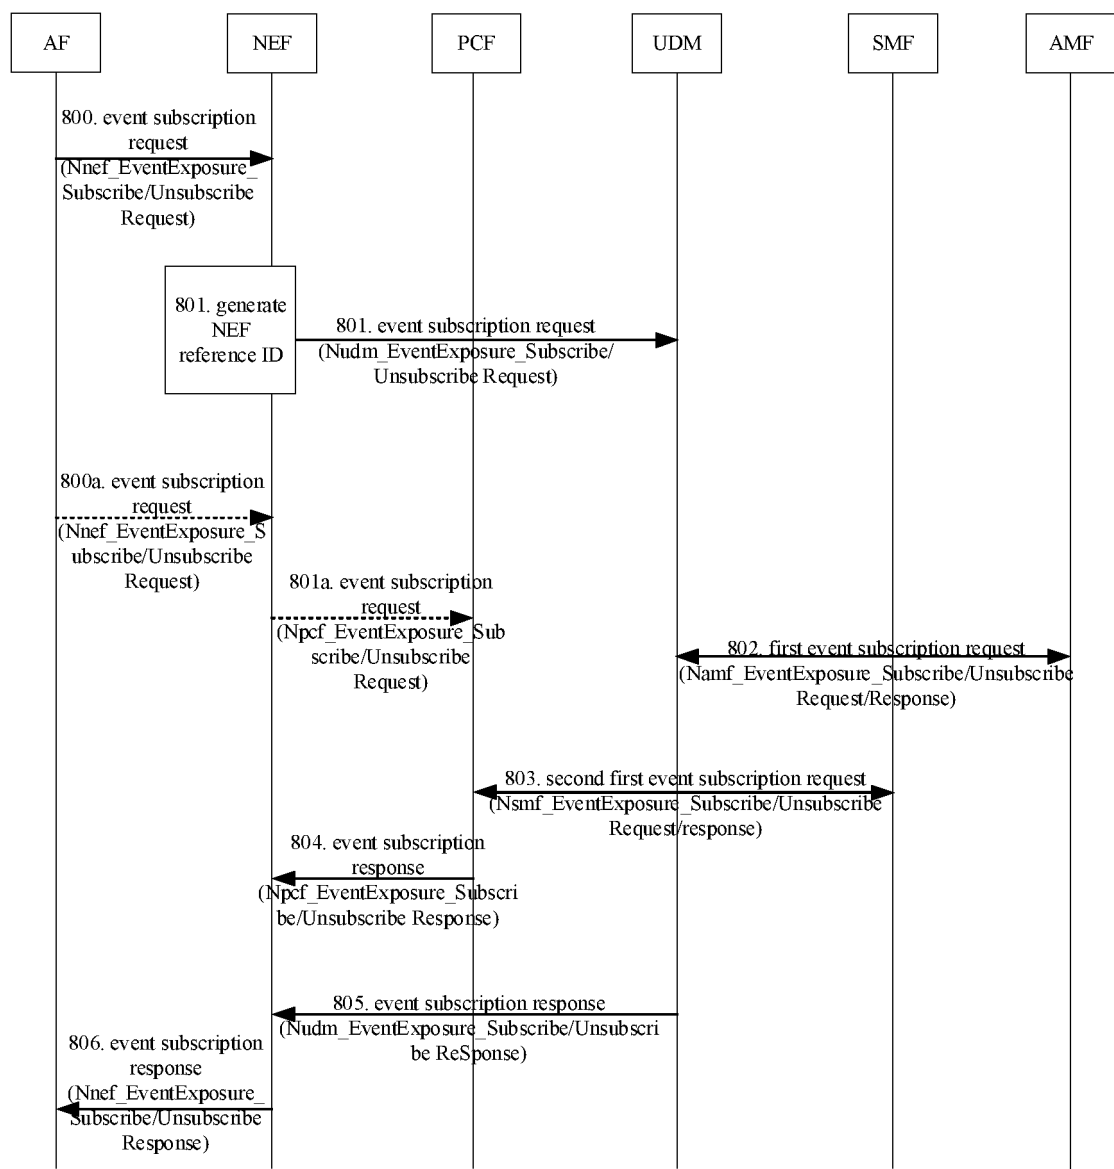 AF
NEF
PCF
UDM
SMF
AMF
800. event subscription
request
(Nnef_EventExposure_
Subscribe/Unsubscribe
Request)
801. generate
NEF
reference ID
801. event subscription request
(Nudm_EventExposure_Subscribe/
Unsubscribe Request)
800a. event subscription
request
(Nnef_EventExposure_S
ubscribe/Unsubscribe
Request)
801a. event subscription
request
(Npcf_EventExposure_Sub
scribe/Unsubscribe
Request)
802. first event subscription request
(Namf_EventExposure_Subscribe/Unsubscribe
Request/Response)
803. second first event subscription request
(Nsmf_EventExposure_Subscribe/Unsubscribe
Request/response)
804. event subscription
response
(Npcf_EventExposure_Subscri
be/Unsubscribe Response)
805. event subscription response
(Nudm_EventExposure_Subscribe/Unsubscri
be ReSponse)
806. event subscription
response
(Nnef_EventExposure_
Subscribe/Unsubscribe
Response)